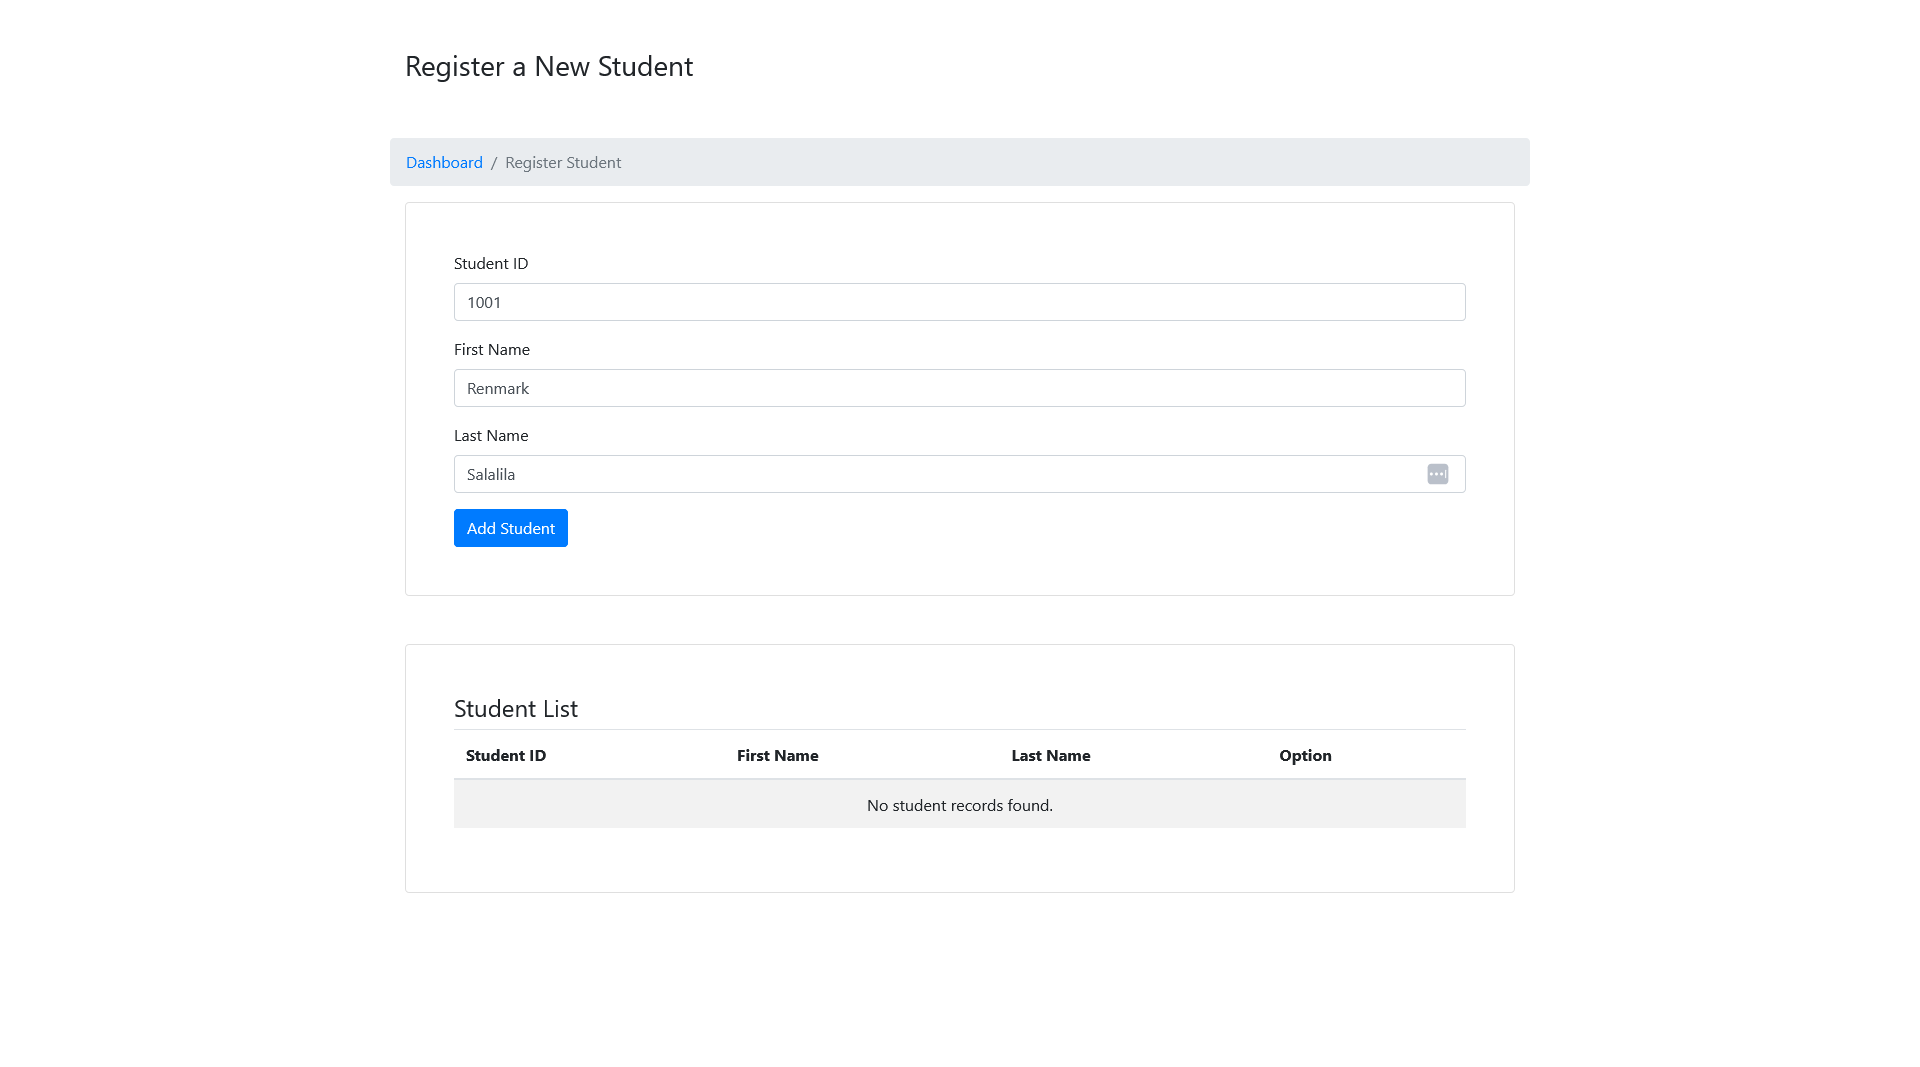 Register a New Student
Dashboard / Register Student
Student ID
1001
First Name
Renmark
Last Name
Salalila
Add Student
Student List
Student ID First Name Last Name Option
No student records found.